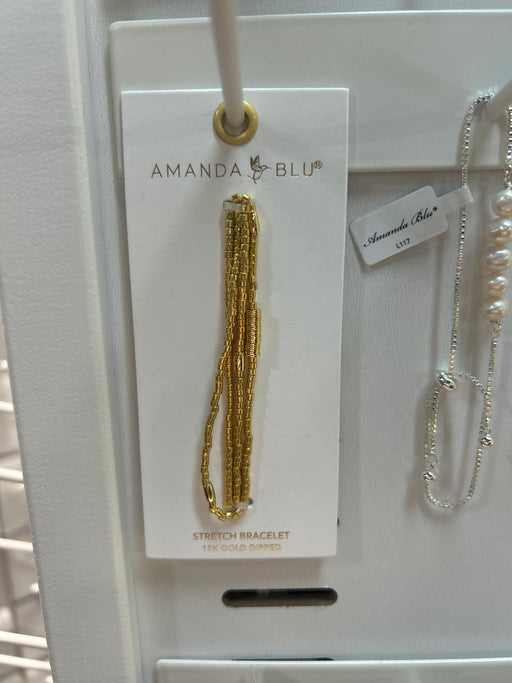 AMANDA BLU®
Amanda Blu®
L117
STRETCH BRACELET
18K GOLD DIPPED